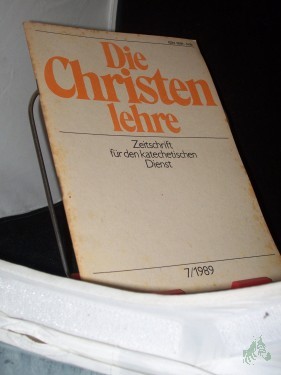 Die
Christen
lehre
Zeitschrift
für den katechetischen
Dienst
7/1989